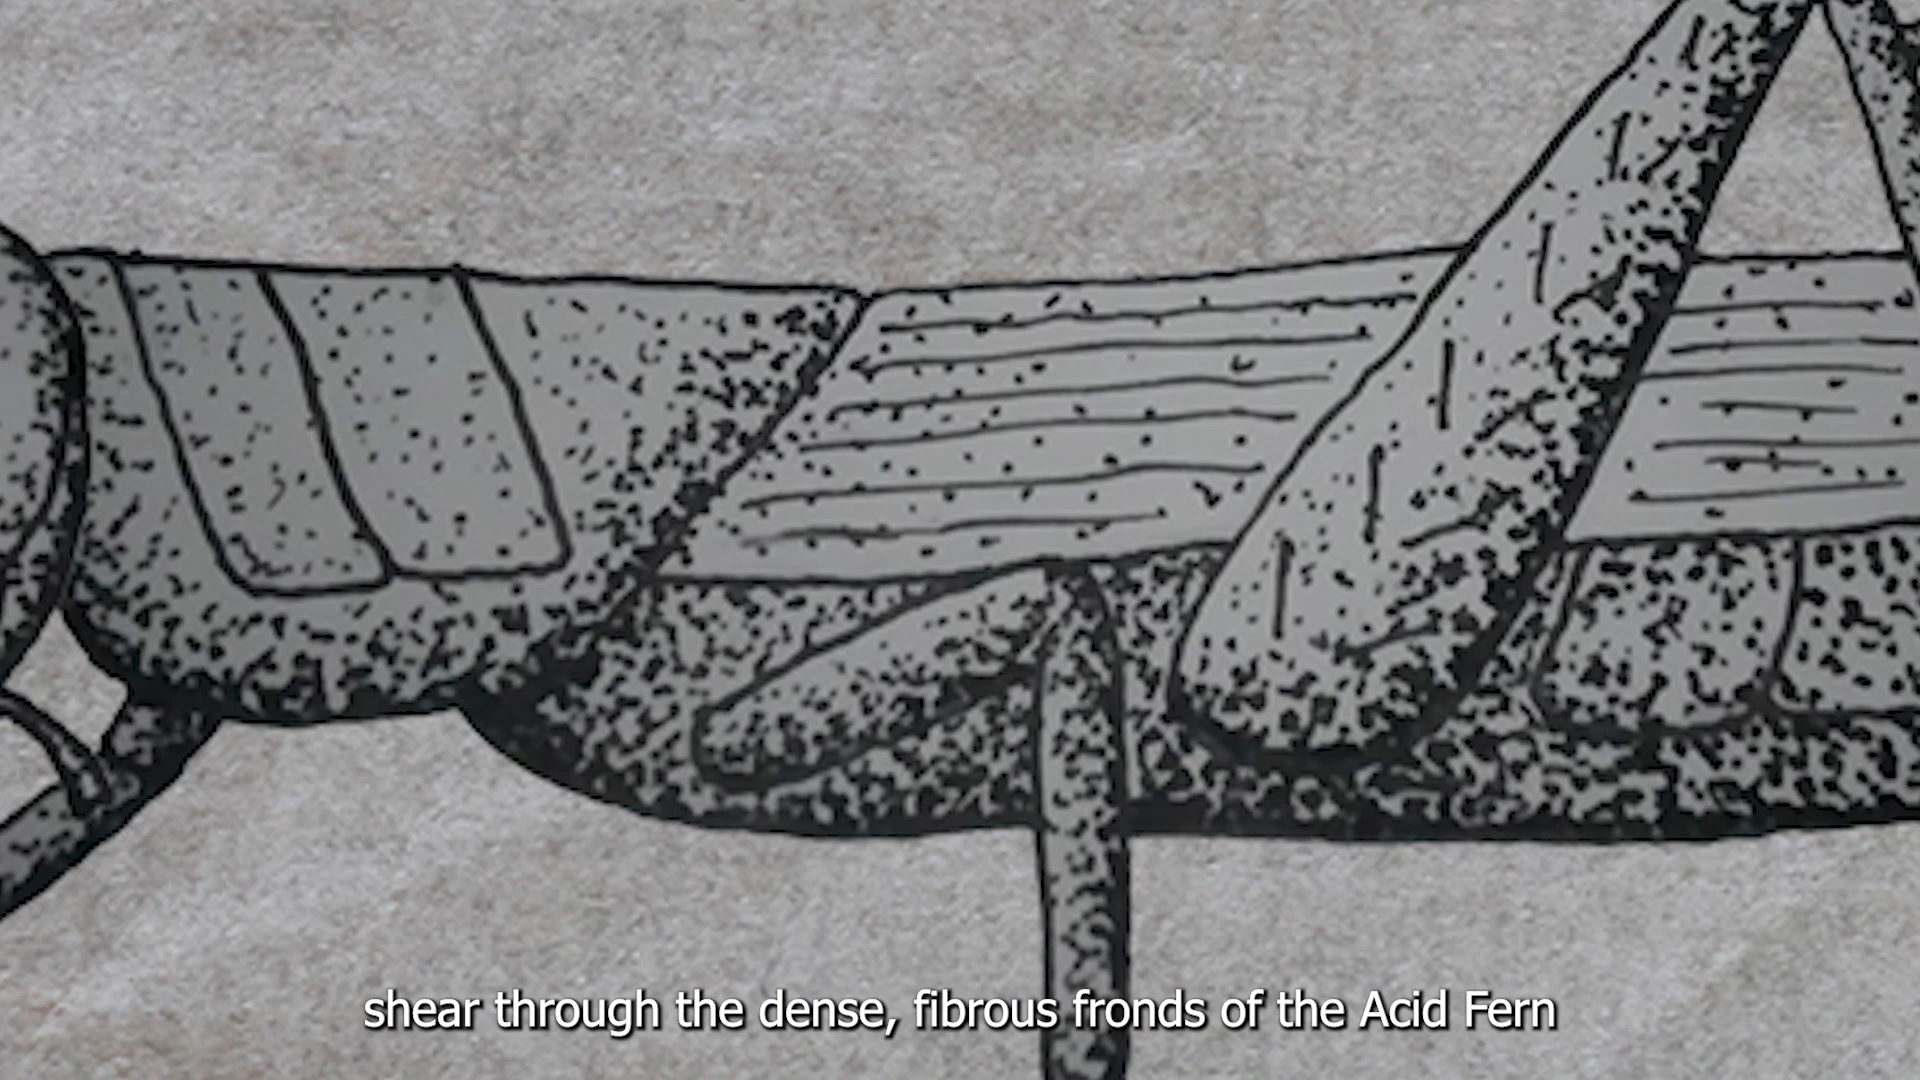 shear through the dense, fibrous fronds of the Acid Fern